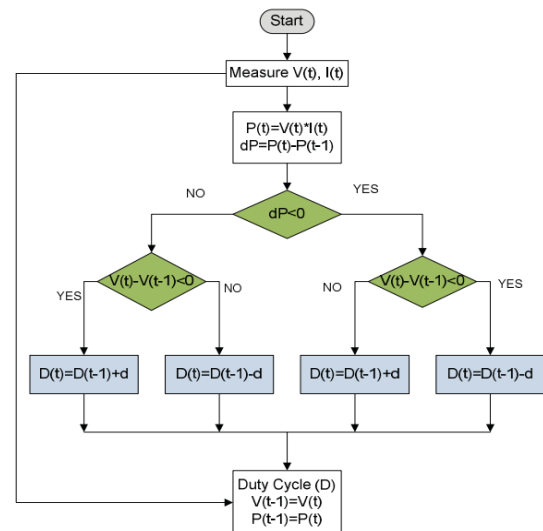 Start
Measure V(t), I(t)
P(t)=V(t)*I(t)
dP=P(t)-P(t-1)
NO
YES
dP<0
V(t)-V(t-1)<0
V(t)-V(t-1)<0
YES
NO
NO
YES
D(t)=D(t-1)+d
D(t)=D(t-1)-d
D(t)=D(t-1)+d
D(t)=D(t-1)-d
Duty Cycle (D)
V(t-1)=V(t)
P(t-1)=P(t)